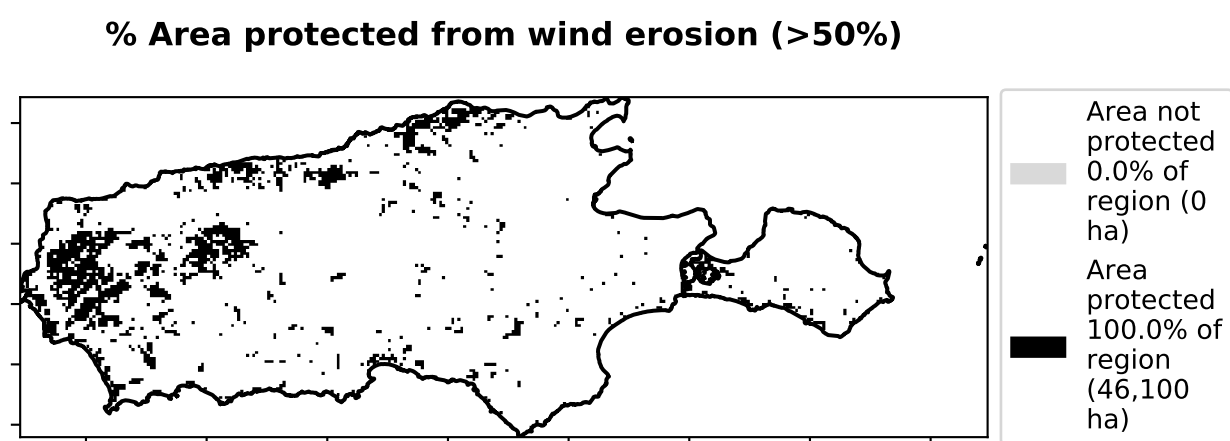 % Area protected from wind erosion (>50%)
Area not
protected
0.0% of
region (0
ha)
Area
protected
100.0% of
region
(46,100
ha)